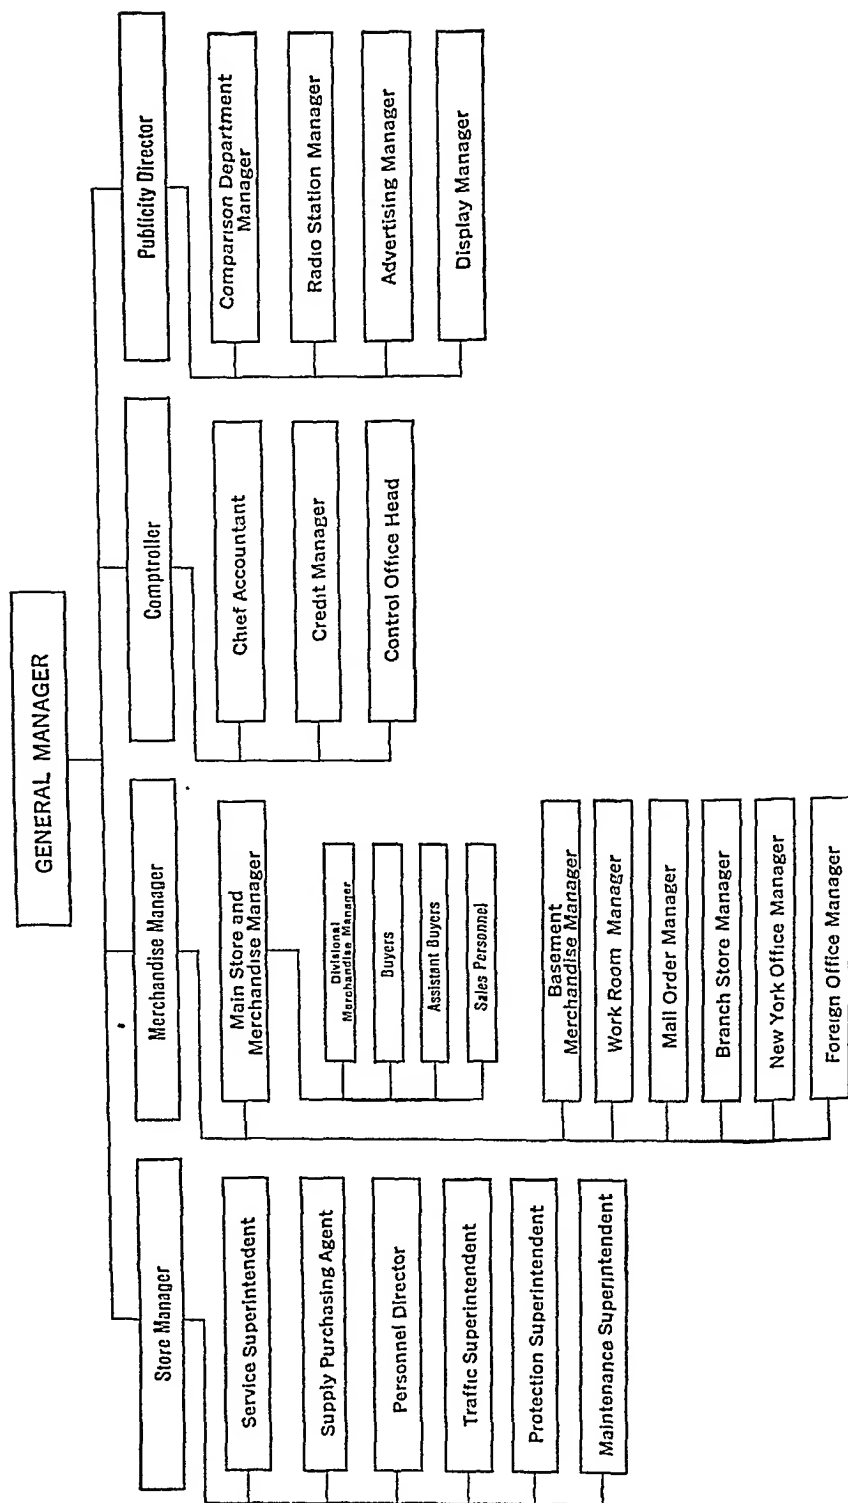 GENERAL MANAGER
Store Manager
Service Superintendent
Supply Purchasing Agent
Personnel Director
Traffic Superintendent
Protection Superintendent
Maintenance Superintendent
Merchandise Manager
Main Store and
Merchandise Manager
Divisional
Merchandise Manager
Buyers
Assistant Buyers
Sales Personnel
Basement
Merchandise Manager
Work Room Manager
Mail Order Manager
Branch Store Manager
New York Office Manager
Foreign Office Manager
Comptroller
Chief Accountant
Credit Manager
Control Office Head
Publicity Director
Comparison Department
Manager
Radio Station Manager
Advertising Manager
Display Manager